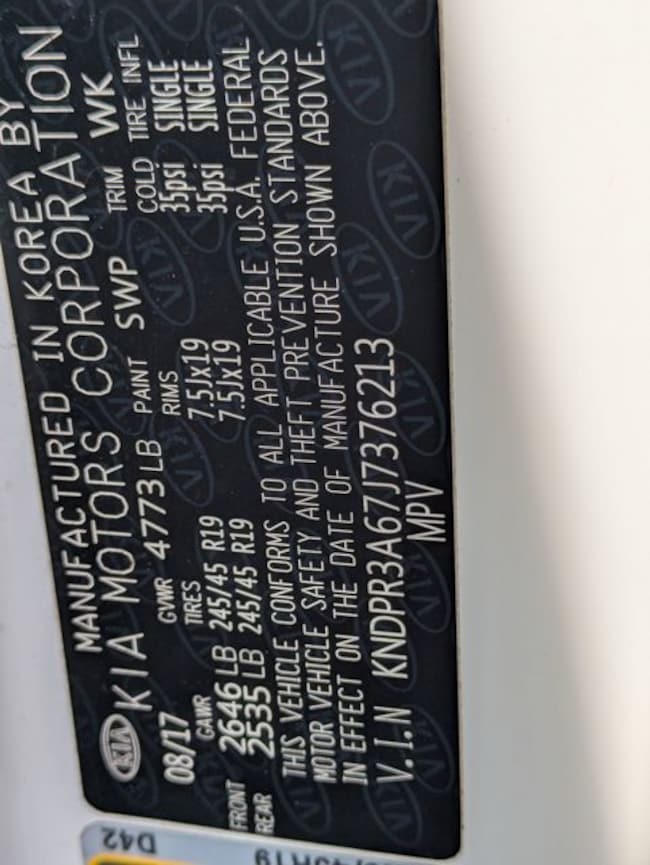 MANUFACTURED IN KOREA BY
KIA KIA MOTORS CORPORATION
08/17 GVWR 4773LB PAINT SWP TRIM WK
GAWR TIRES RIMS COLD TIRE INFL
FRONT 2646LB 245/45 R19 7.5Jx19 35psi SINGLE
REAR 2535LB 245/45 R19 7.5Jx19 35psi SINGLE
THIS VEHICLE CONFORMS TO ALL APPLICABLE U.S.A. FEDERAL
MOTOR VEHICLE SAFETY AND THEFT PREVENTION STANDARDS
IN EFFECT ON THE DATE OF MANUFACTURE SHOWN ABOVE.
V.I.N KNDPR3A67J7376213
MPV
D42